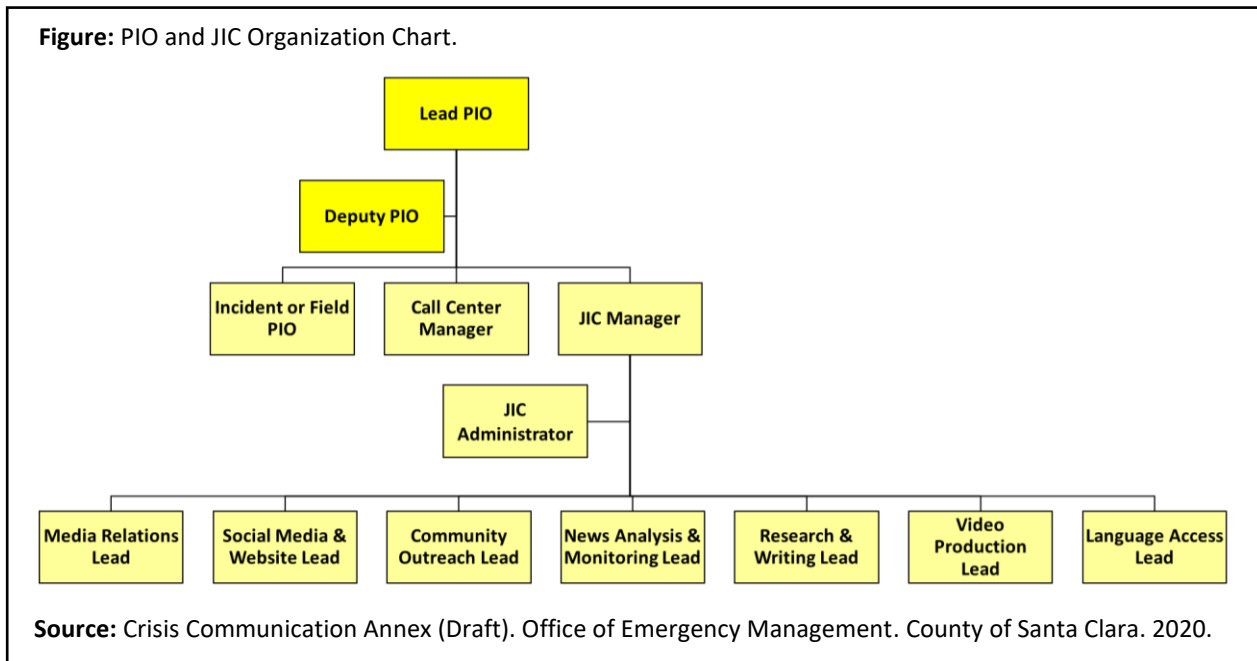 Figure: PIO and JIC Organization Chart.
Lead PIO
Deputy PIO
Incident or Field
PIO
Call Center
Manager
JIC Manager
JIC
Administrator
Media Relations
Lead
Social Media &
Website Lead
Community
Outreach Lead
News Analysis &
Monitoring Lead
Research &
Writing Lead
Video
Production
Lead
Language Access
Lead
Source: Crisis Communication Annex (Draft). Office of Emergency Management. County of Santa Clara. 2020.